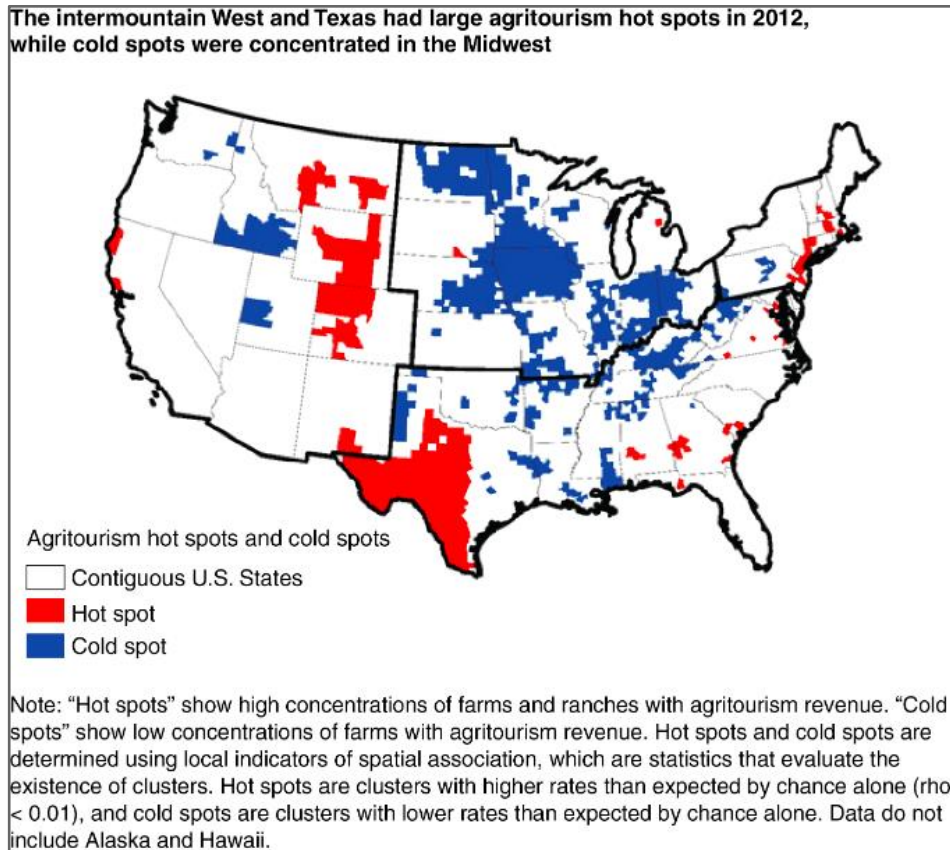 The intermountain West and Texas had large agritourism hot spots in 2012,
while cold spots were concentrated in the Midwest
Agritourism hot spots and cold spots
Contiguous U.S. States
Hot spot
Cold spot
Note: “Hot spots” show high concentrations of farms and ranches with agritourism revenue. “Cold
spots” show low concentrations of farms with agritourism revenue. Hot spots and cold spots are
determined using local indicators of spatial association, which are statistics that evaluate the
existence of clusters. Hot spots are clusters with higher rates than expected by chance alone (rho
< 0.01), and cold spots are clusters with lower rates than expected by chance alone. Data do not
include Alaska and Hawaii.